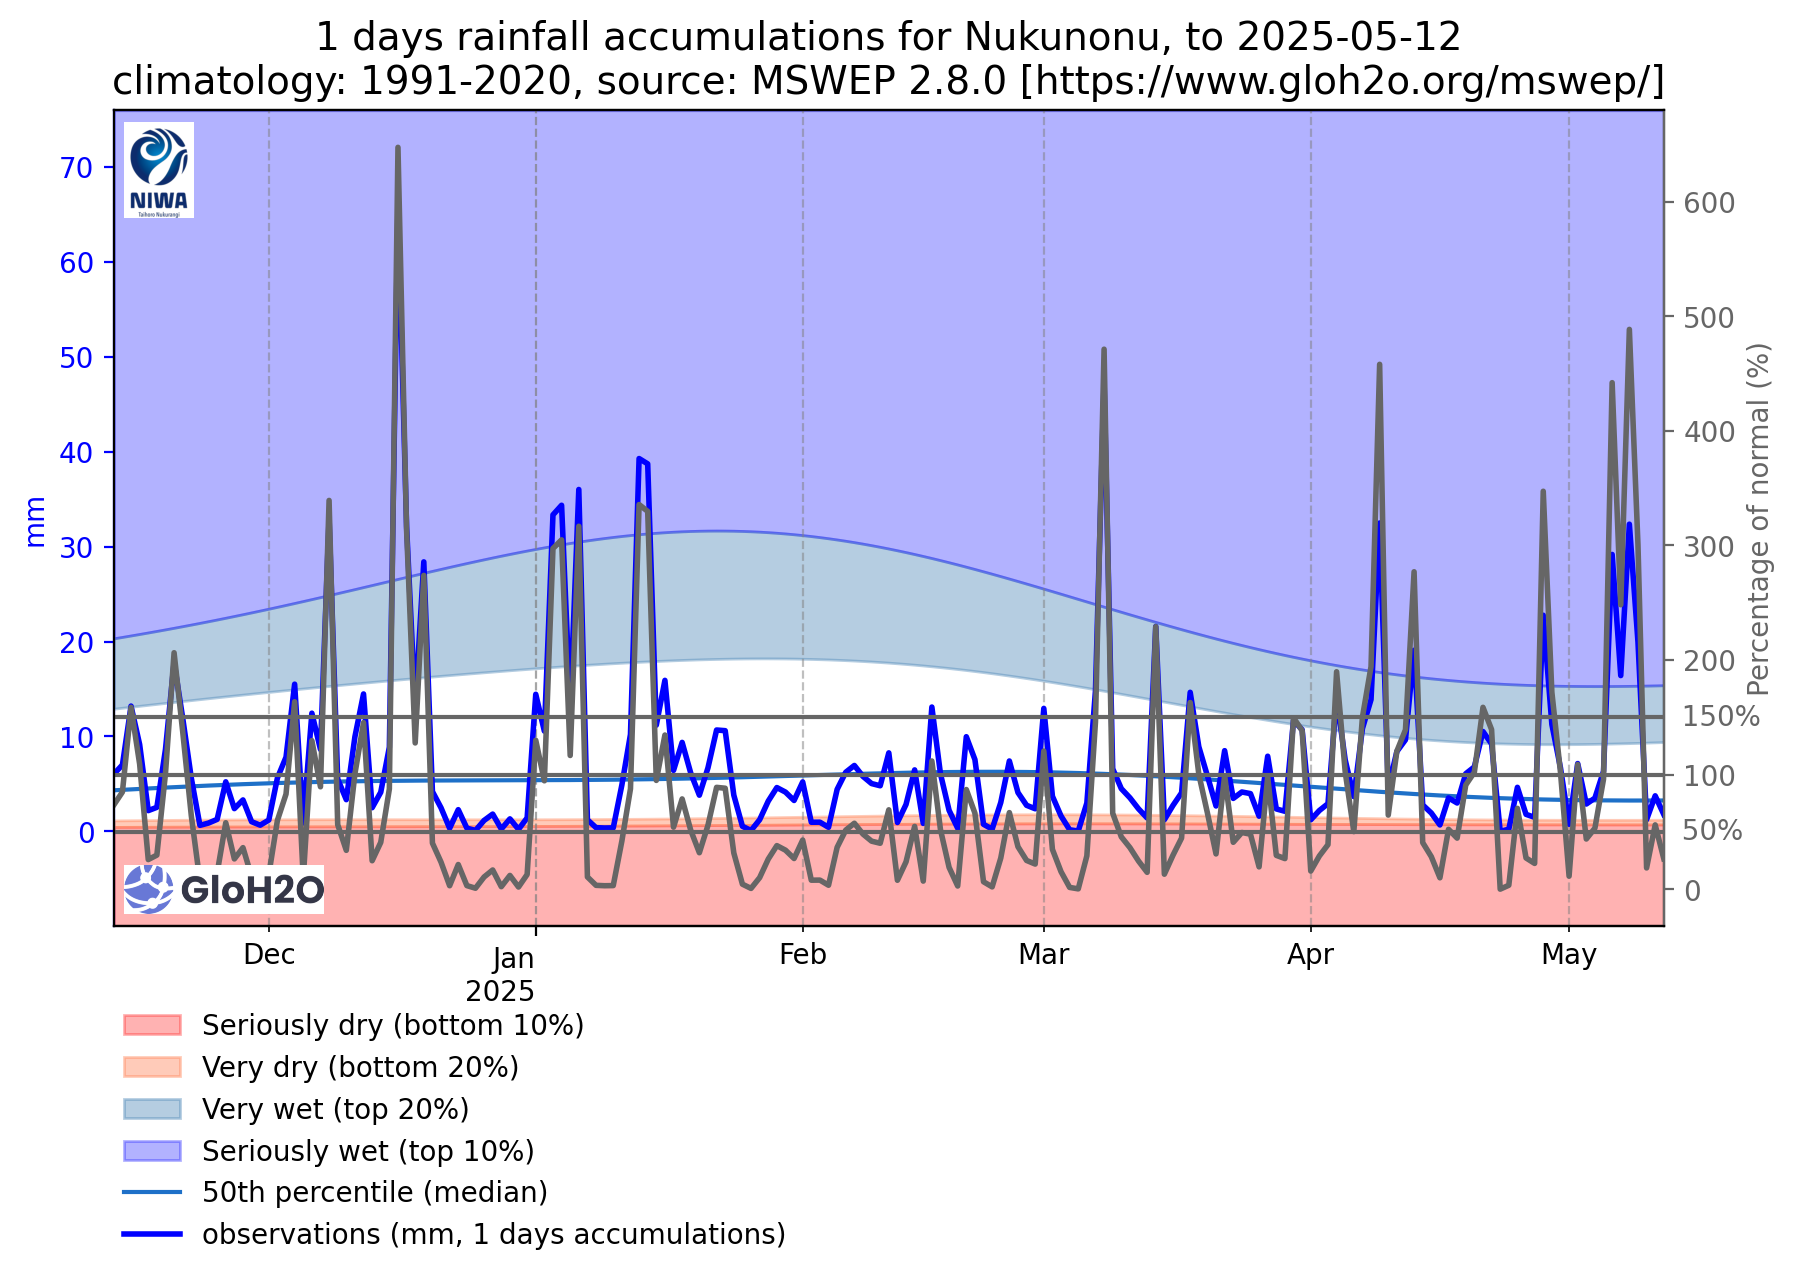 1 days rainfall accumulations for Nukunonu, to 2025-05-12
climatology: 1991-2020, source: MSWEP 2.8.0 [https://www.gloh2o.org/mswep/]
NIWA
Taihoro Nukurangi
70
60
50
40
30
20
10
0
mm
600
500
400
300
200
150%
100
50%
0
Percentage of normal (%)
GloH2O
Dec
Jan
2025
Feb
Mar
Apr
May
Seriously dry (bottom 10%)
Very dry (bottom 20%)
Very wet (top 20%)
Seriously wet (top 10%)
50th percentile (median)
observations (mm, 1 days accumulations)